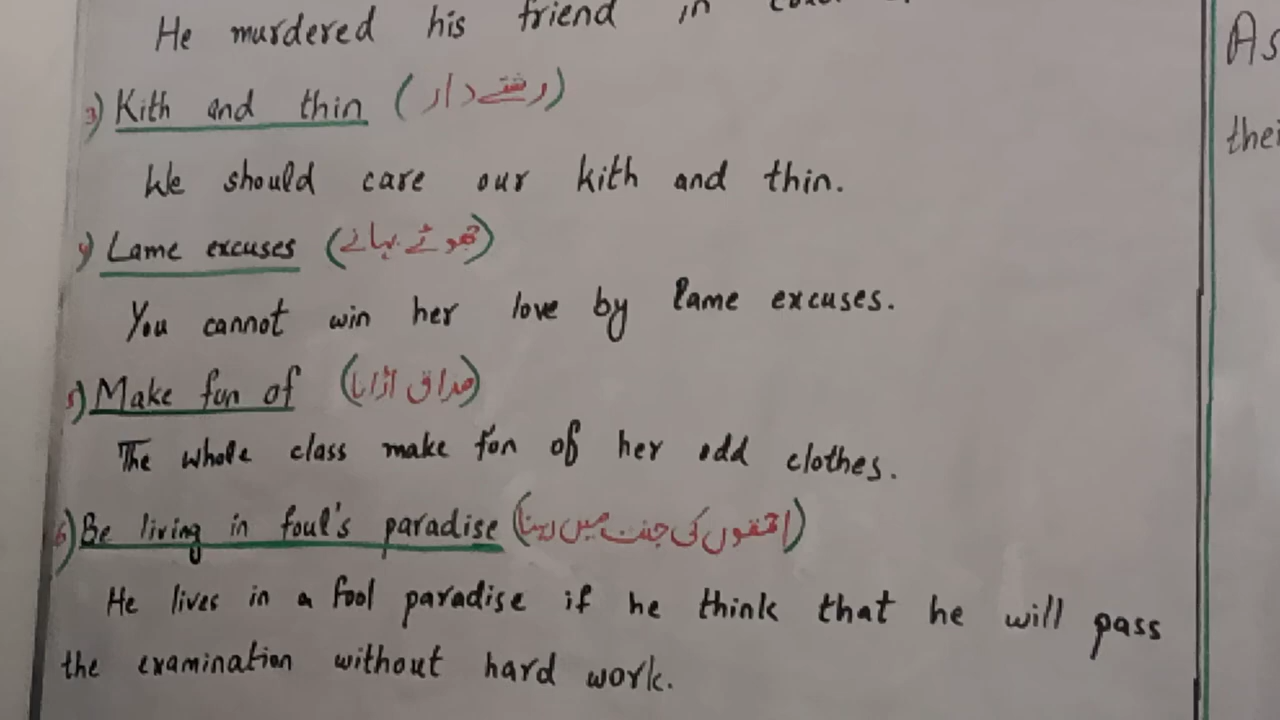 He murdered his friend in
3) Kith and thin (رشتے دار)
We should care our kith and thin.
4) Lame excuses (جھوٹے بہانے)
You cannot win her love by lame excuses.
5) Make fun of (مذاق اڑانا)
The whole class make fun of her odd clothes.
6) Be living in foul's paradise (احمقوں کی جنت میں رہنا)
He lives in a fool paradise if he think that he will pass
the examination without hard work.
As